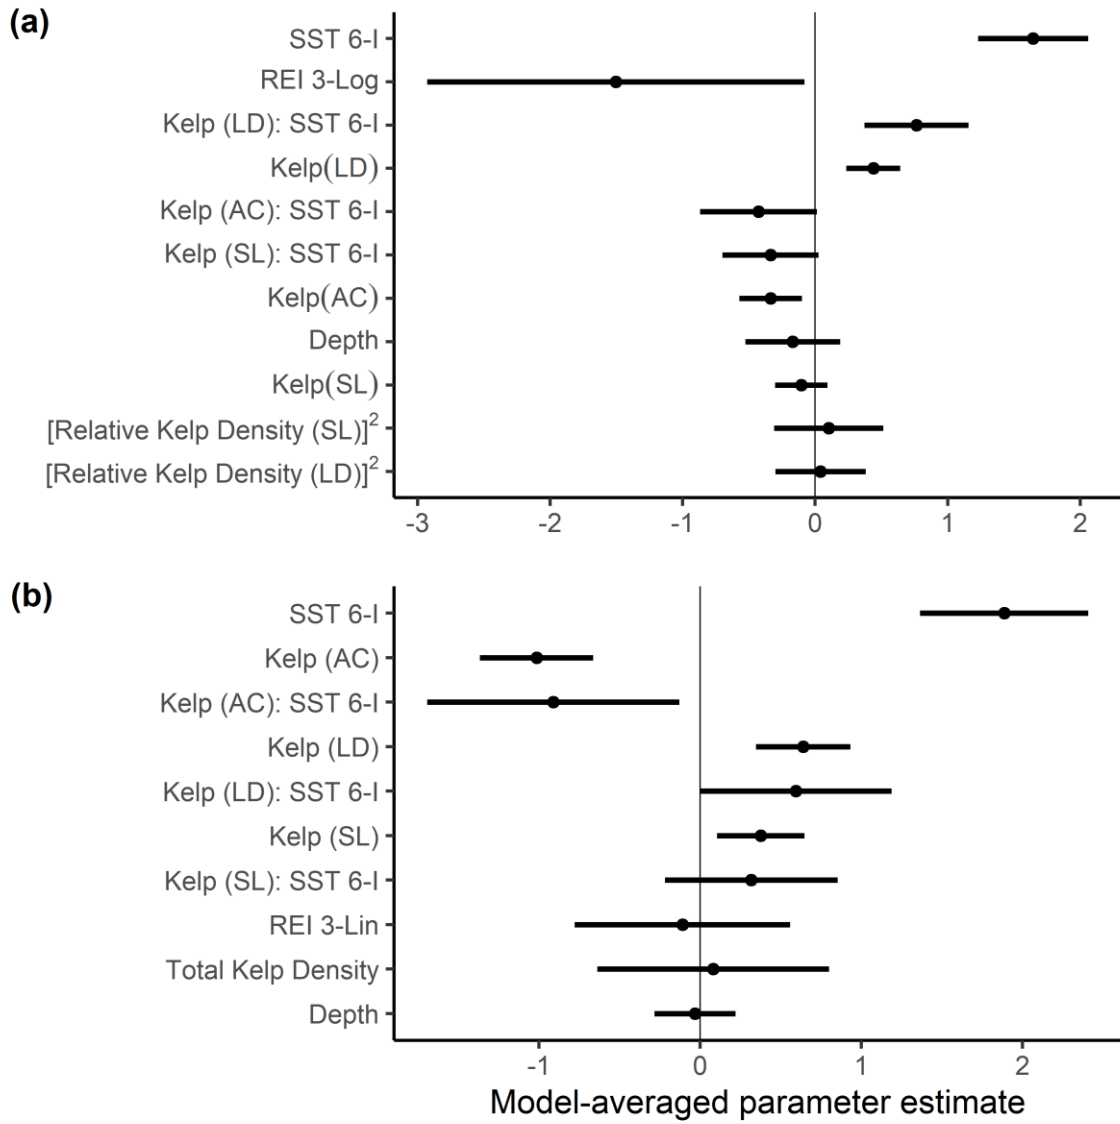 (a)
SST 6-I
REI 3-Log
Kelp (LD): SST 6-I
Kelp(LD)
Kelp (AC): SST 6-I
Kelp (SL): SST 6-I
Kelp(AC)
Depth
Kelp(SL)
[Relative Kelp Density (SL)]²
[Relative Kelp Density (LD)]²
-3 -2 -1 0 1 2
(b)
SST 6-I
Kelp (AC)
Kelp (AC): SST 6-I
Kelp (LD)
Kelp (LD): SST 6-I
Kelp (SL)
Kelp (SL): SST 6-I
REI 3-Lin
Total Kelp Density
Depth
-1 0 1 2
Model-averaged parameter estimate